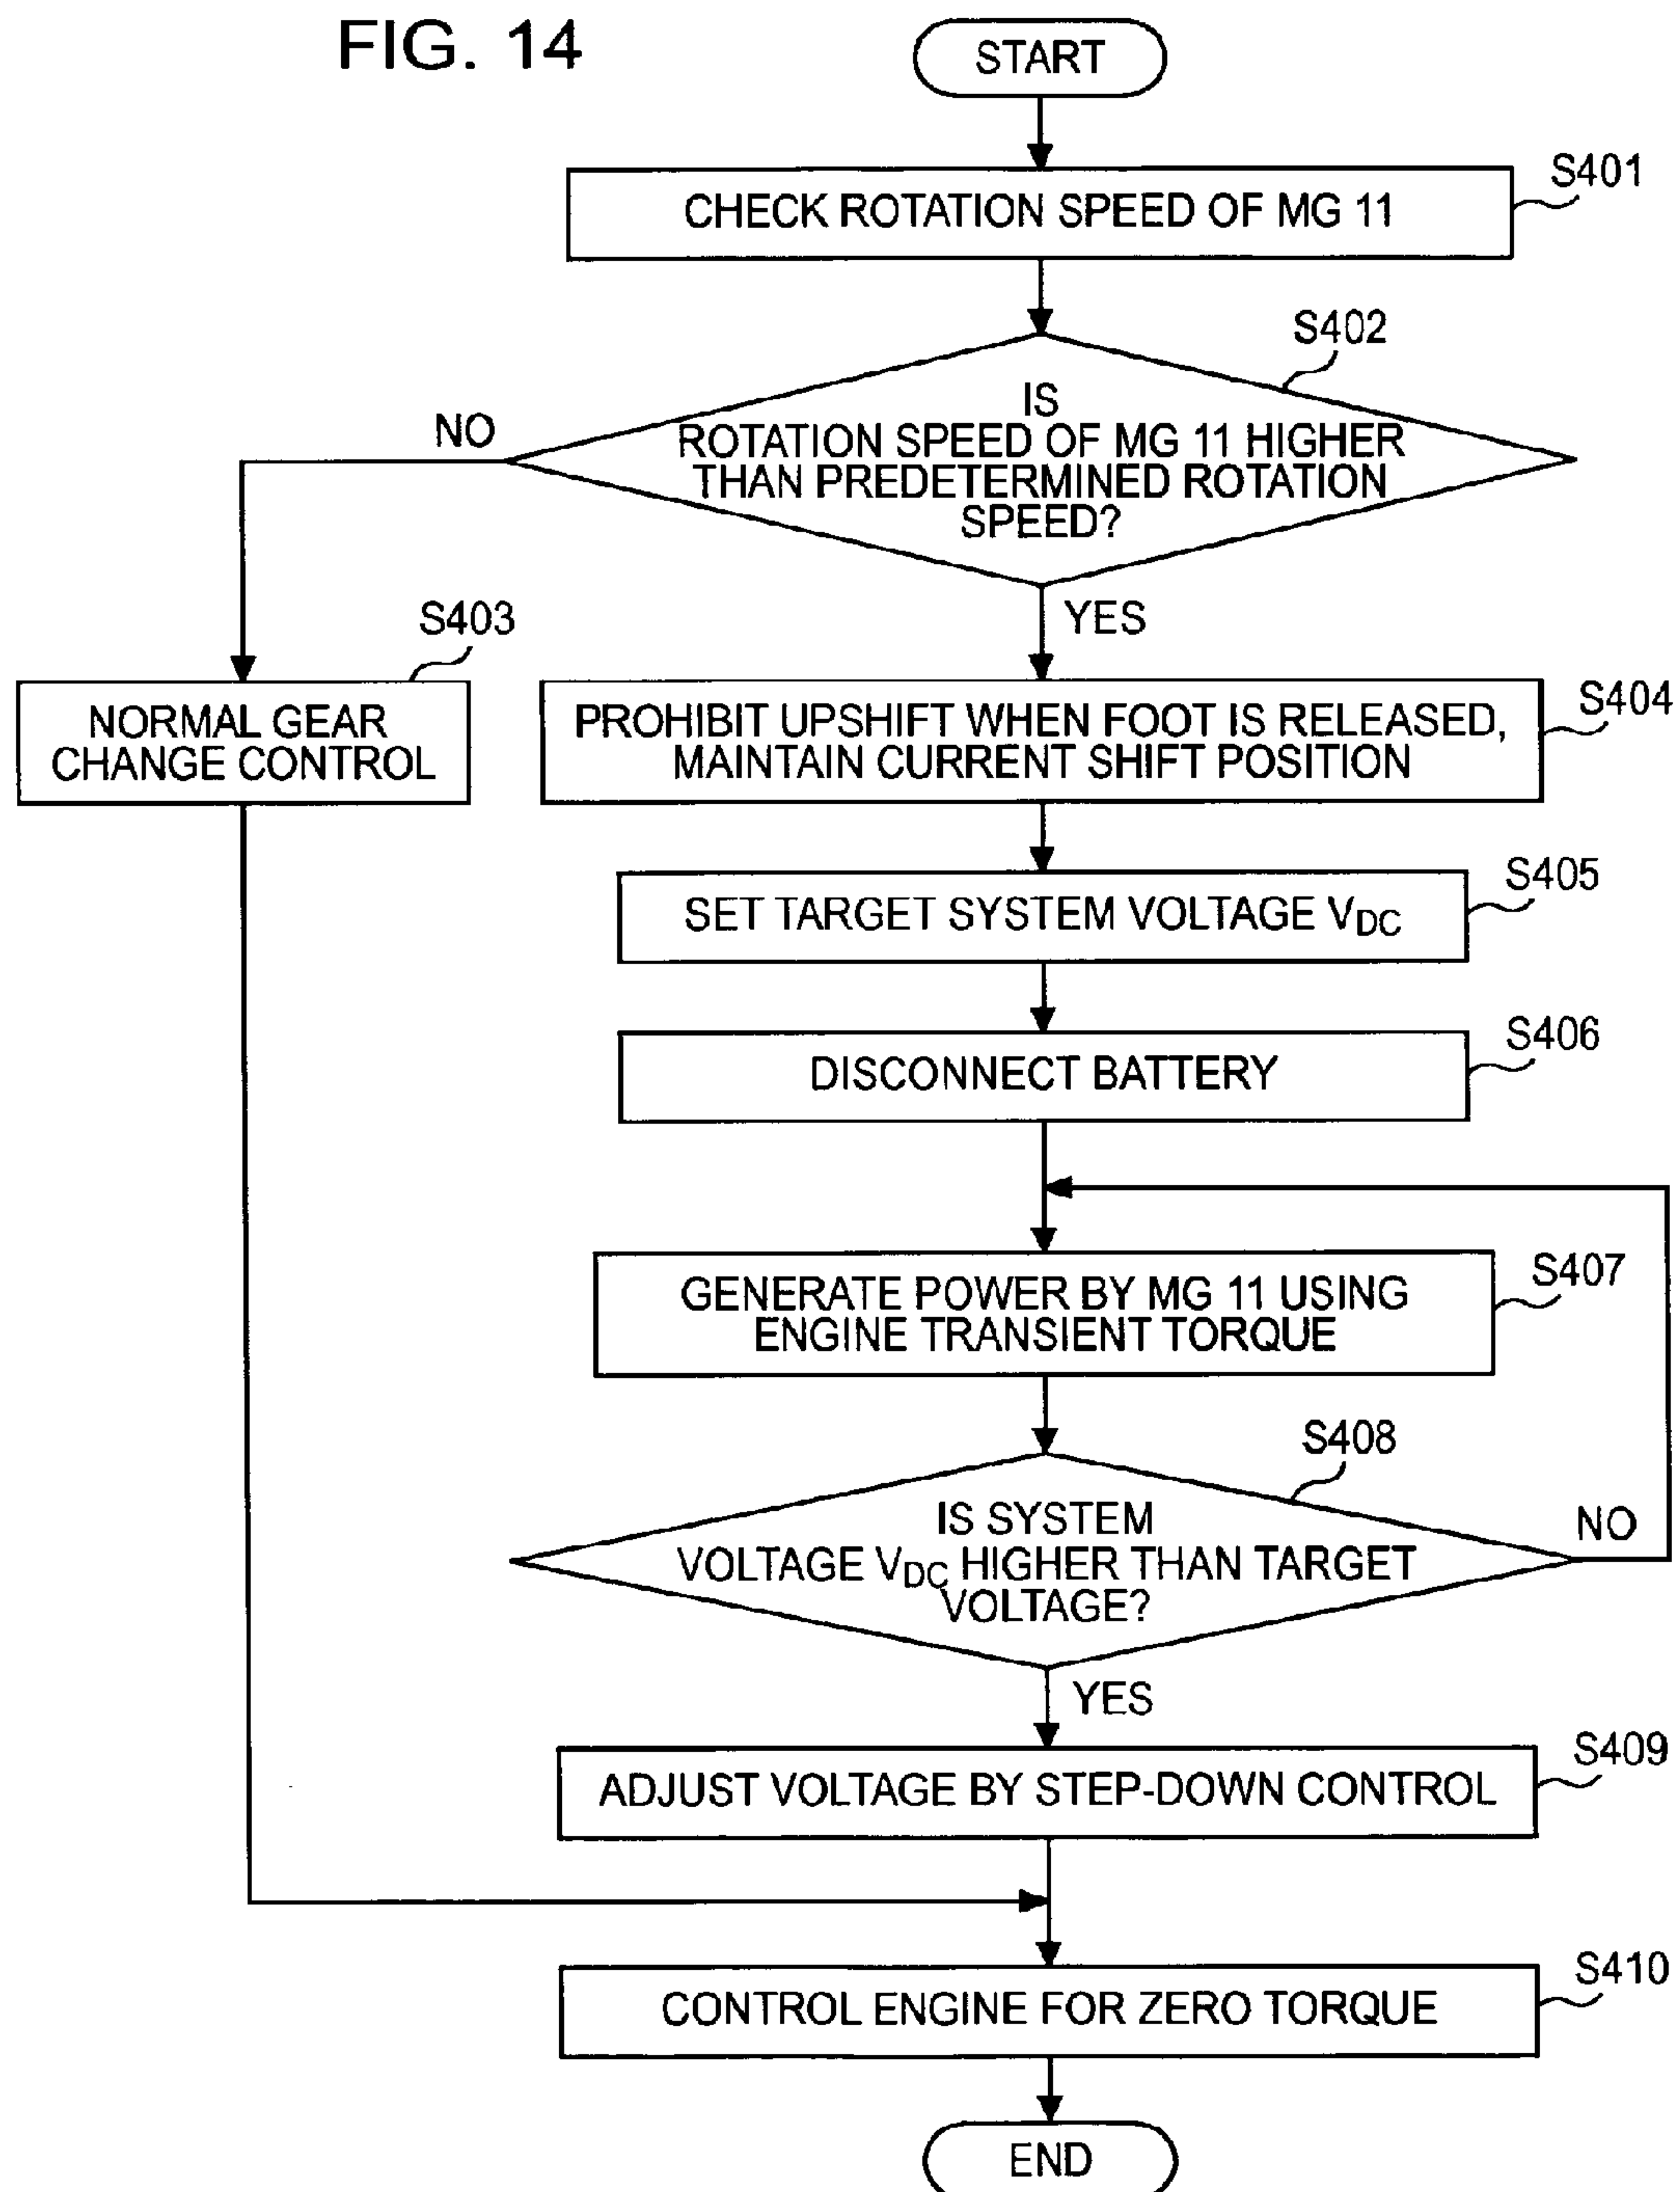 FIG. 14
START
S401
CHECK ROTATION SPEED OF MG 11
S402
IS
ROTATION SPEED OF MG 11 HIGHER
THAN PREDETERMINED ROTATION
SPEED?
NO
YES
S403
NORMAL GEAR
CHANGE CONTROL
S404
PROHIBIT UPSHIFT WHEN FOOT IS RELEASED,
MAINTAIN CURRENT SHIFT POSITION
S405
SET TARGET SYSTEM VOLTAGE VDC
S406
DISCONNECT BATTERY
S407
GENERATE POWER BY MG 11 USING
ENGINE TRANSIENT TORQUE
S408
IS SYSTEM
VOLTAGE VDC HIGHER THAN TARGET
VOLTAGE?
NO
YES
S409
ADJUST VOLTAGE BY STEP-DOWN CONTROL
S410
CONTROL ENGINE FOR ZERO TORQUE
END